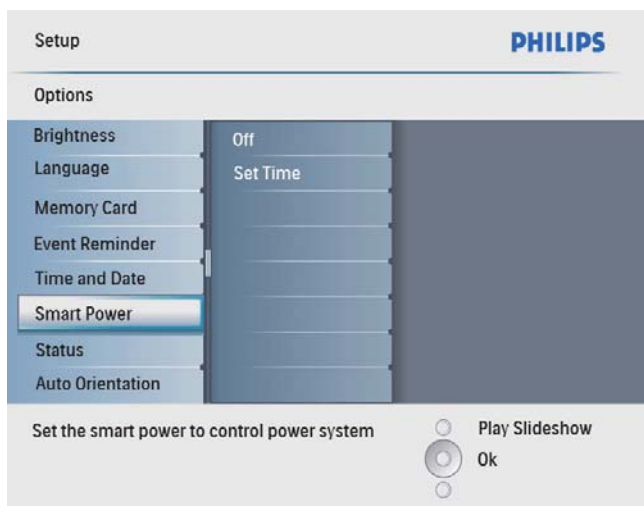 Setup
PHILIPS
Options
Brightness
Off
Language
Set Time
Memory Card
Event Reminder
Time and Date
Smart Power
Status
Auto Orientation
Set the smart power to control power system
Play Slideshow
Ok